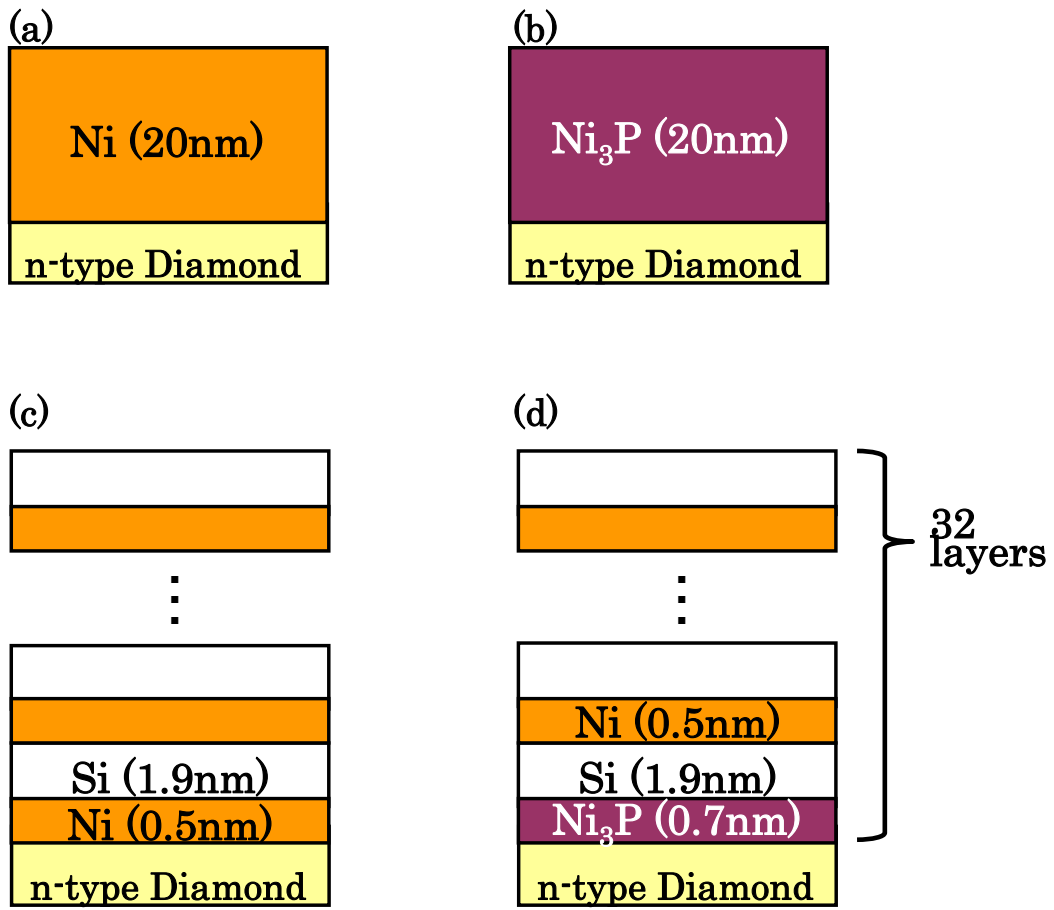 (a)
(b)
Ni (20nm)
Ni₃P (20nm)
n-type Diamond
n-type Diamond
(c)
(d)
32
layers
Ni (0.5nm)
Si (1.9nm)
Si (1.9nm)
Ni (0.5nm)
Ni₃P (0.7nm)
n-type Diamond
n-type Diamond